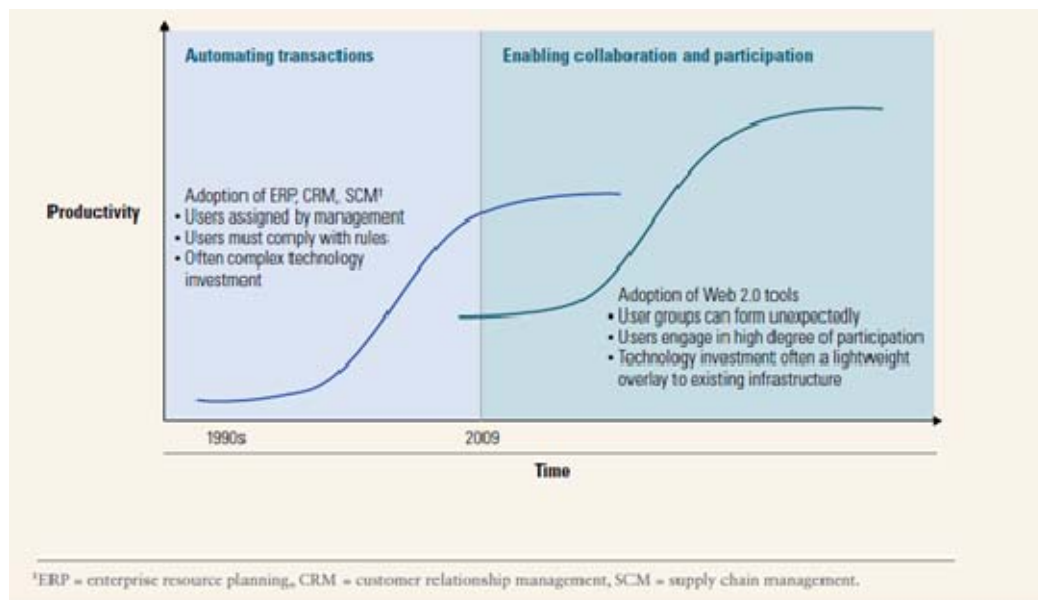 Automating transactions
Enabling collaboration and participation
Productivity
Adoption of ERP, CRM, SCM¹
• Users assigned by management
• Users must comply with rules
• Often complex technology
investment
Adoption of Web 2.0 tools
• User groups can form unexpectedly
• Users engage in high degree of participation
• Technology investment often a lightweight
overlay to existing infrastructure
1990s
2009
Time
¹ERP = enterprise resource planning, CRM = customer relationship management, SCM = supply chain management.